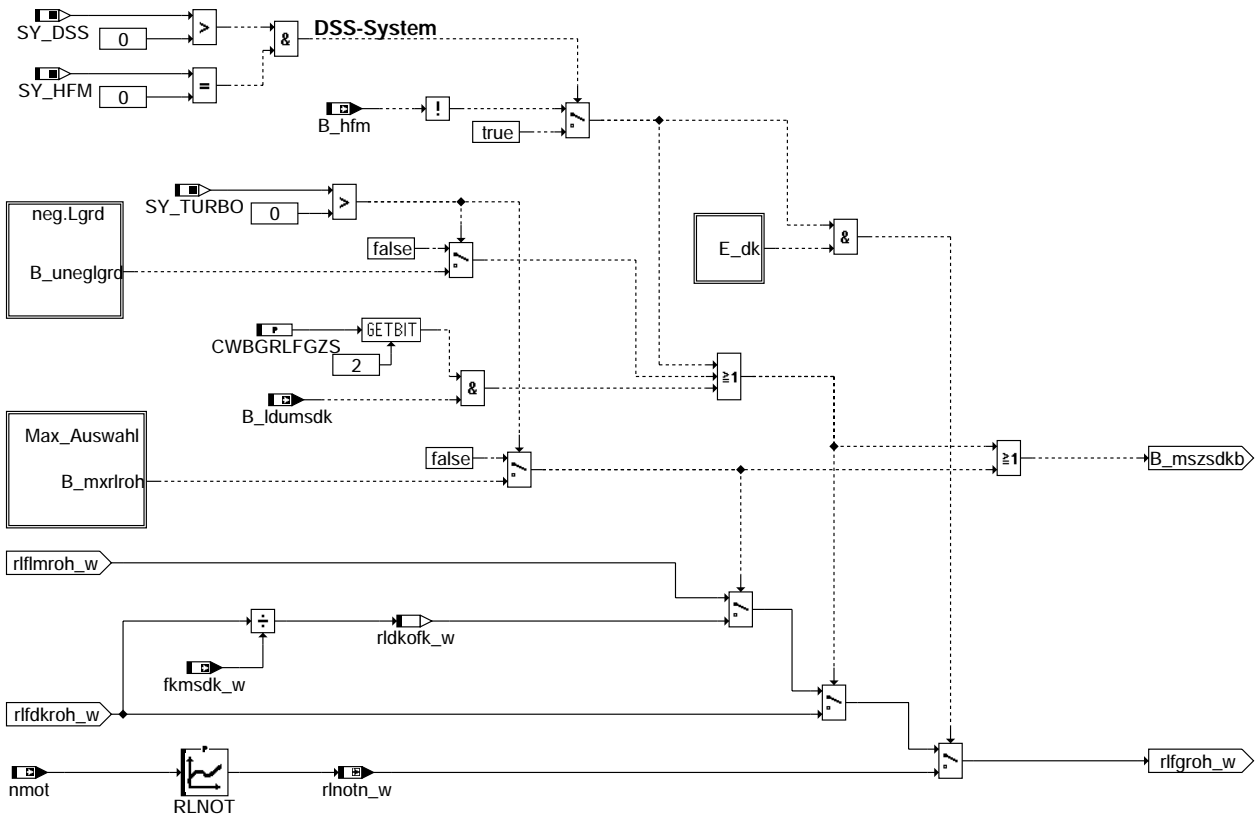 DSS-System
SY_DSS
>
0
&
SY_HFM
0
=
B_hfm
!
true
SY_TURBO
0
>
neg.Lgrd
B_uneglgrd
false
E_dk
&
CWBGRLFGZS
P
GETBIT
2
B_ldumsdk
&
≥1
Max_Auswahl
B_mxrlroh
false
≥1
B_mszsdkb
rlflmroh_w
÷
rldkofk_w
fkmsdk_w
rlfdkroh_w
nmot
P
RLNOT
rlnotn_w
rlfgroh_w